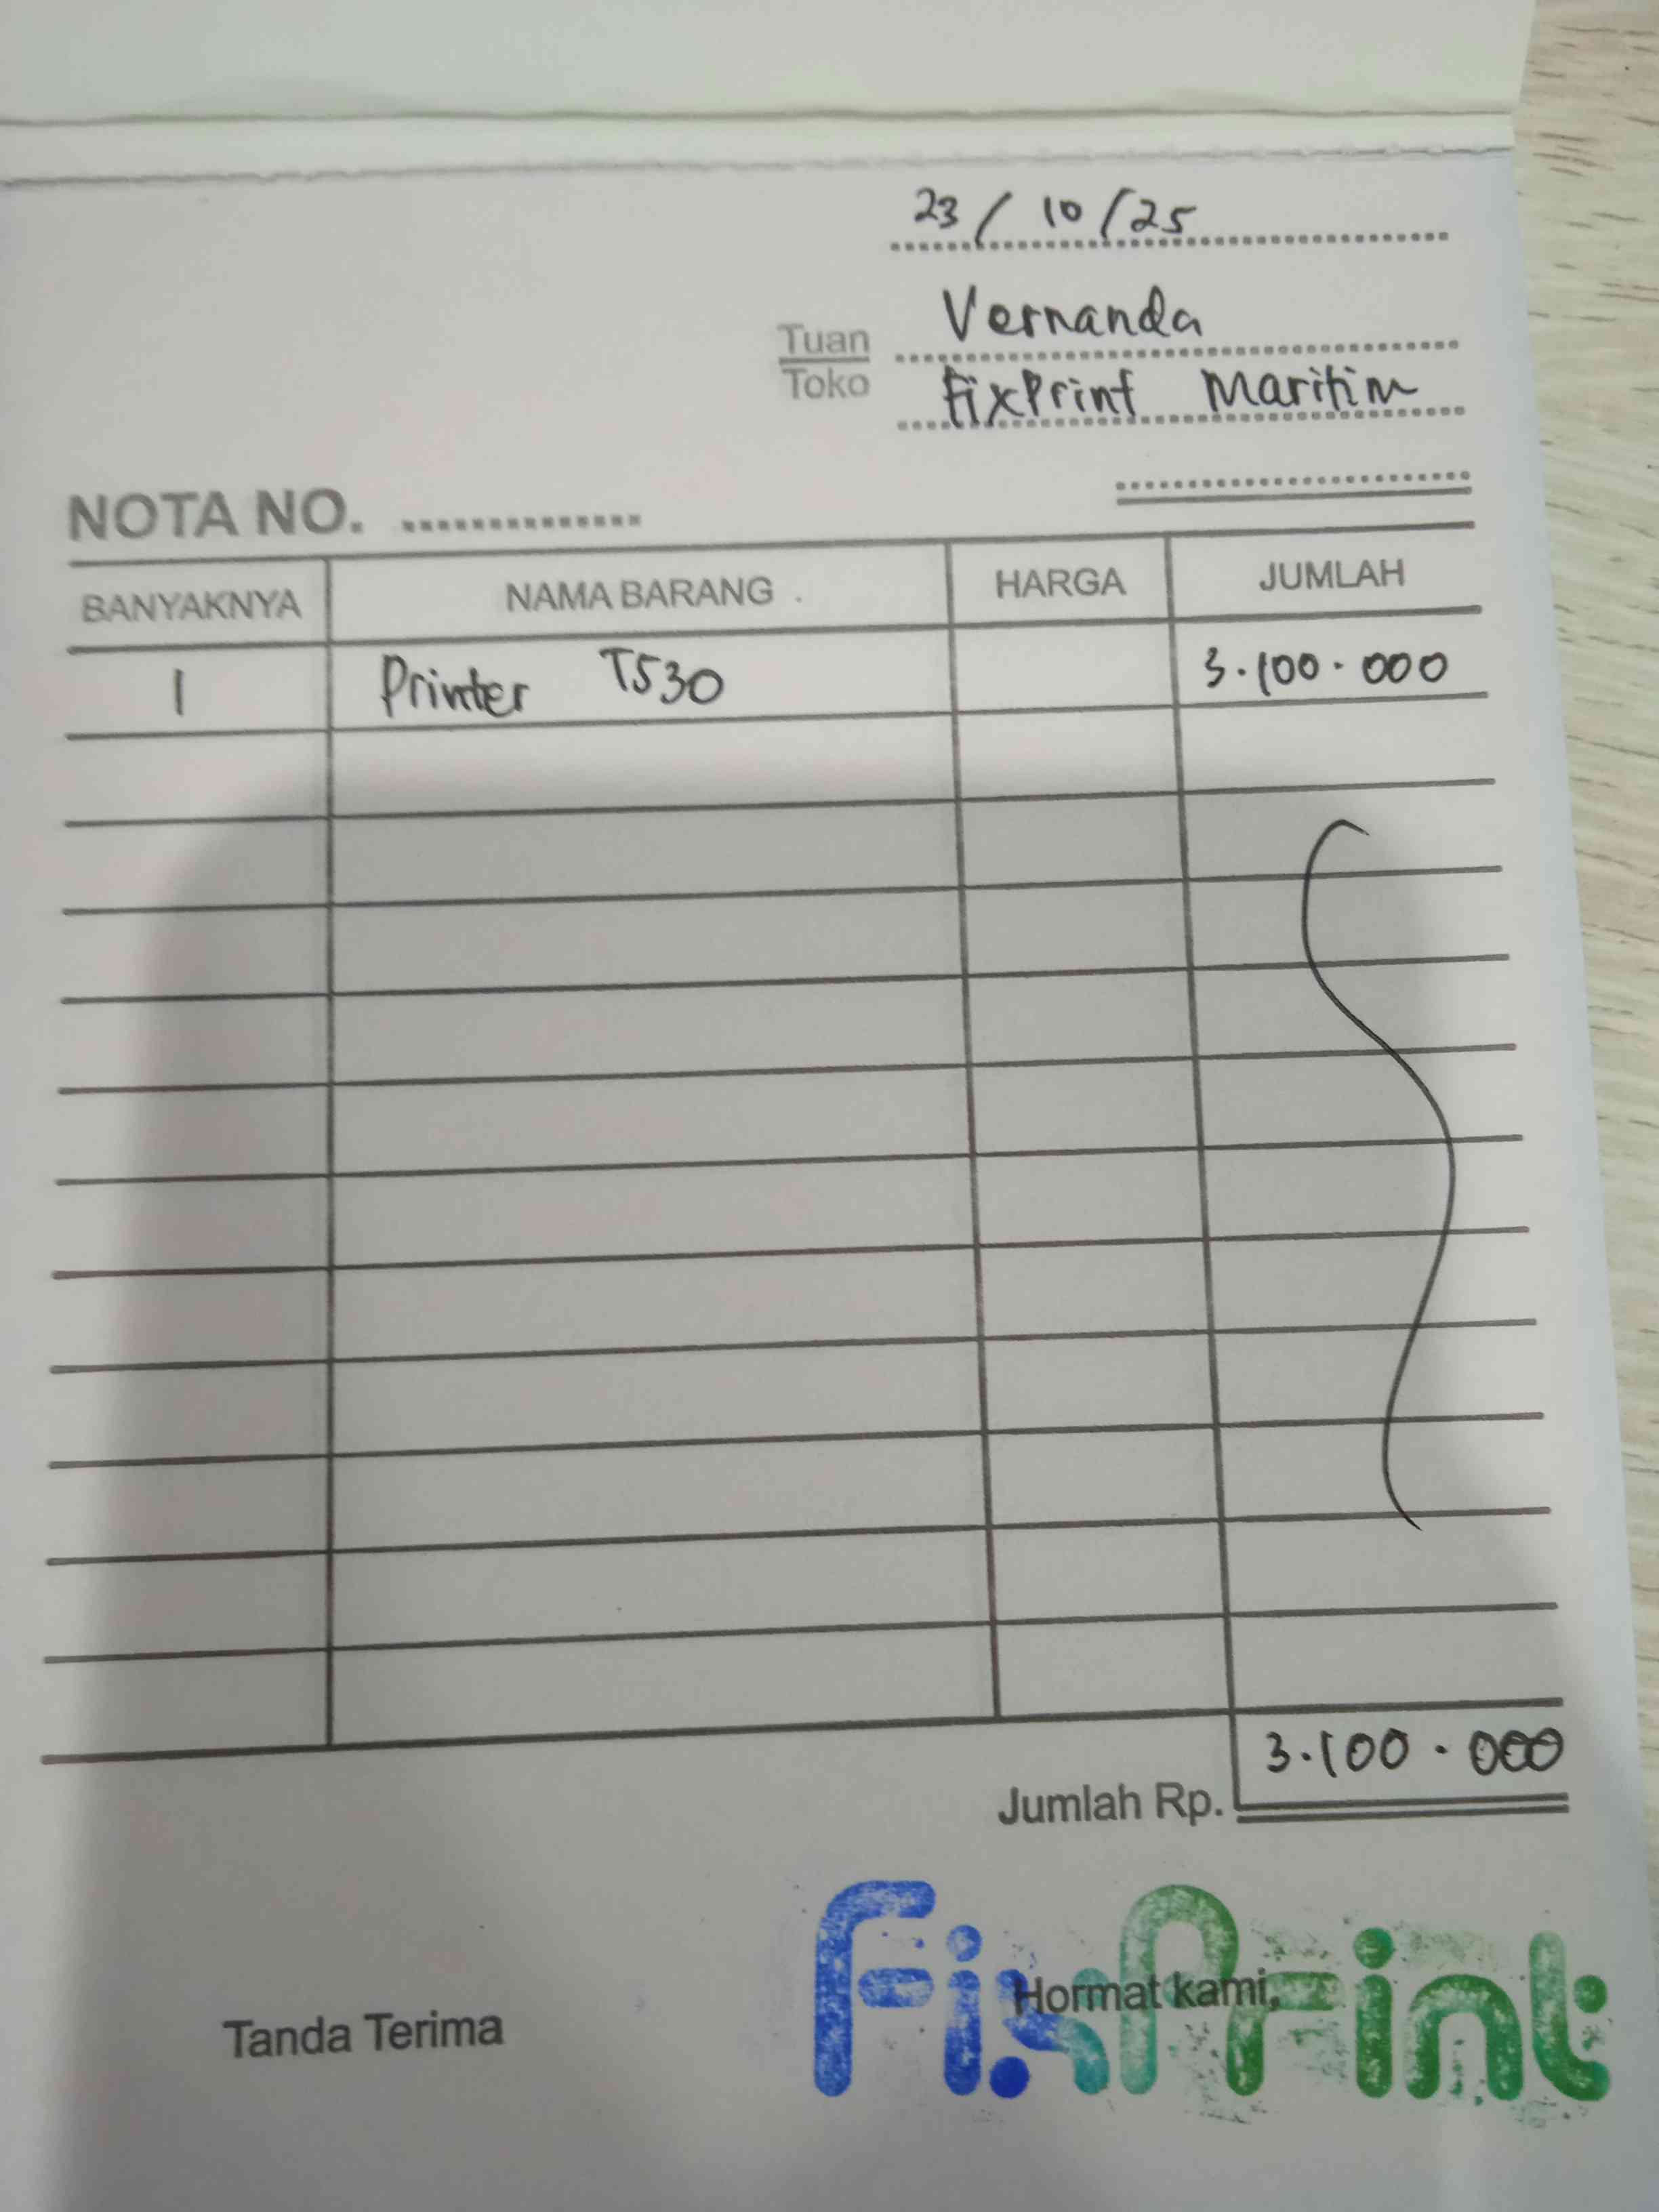 23/10/25
Tuan Vernanda
Toko FixPrint Maritim
NOTA NO. ..............
BANYAKNYA NAMA BARANG HARGA JUMLAH
1 Printer T530 3.100.000
Jumlah Rp. 3.100.000
Tanda Terima Hormat kami,
FixPrint